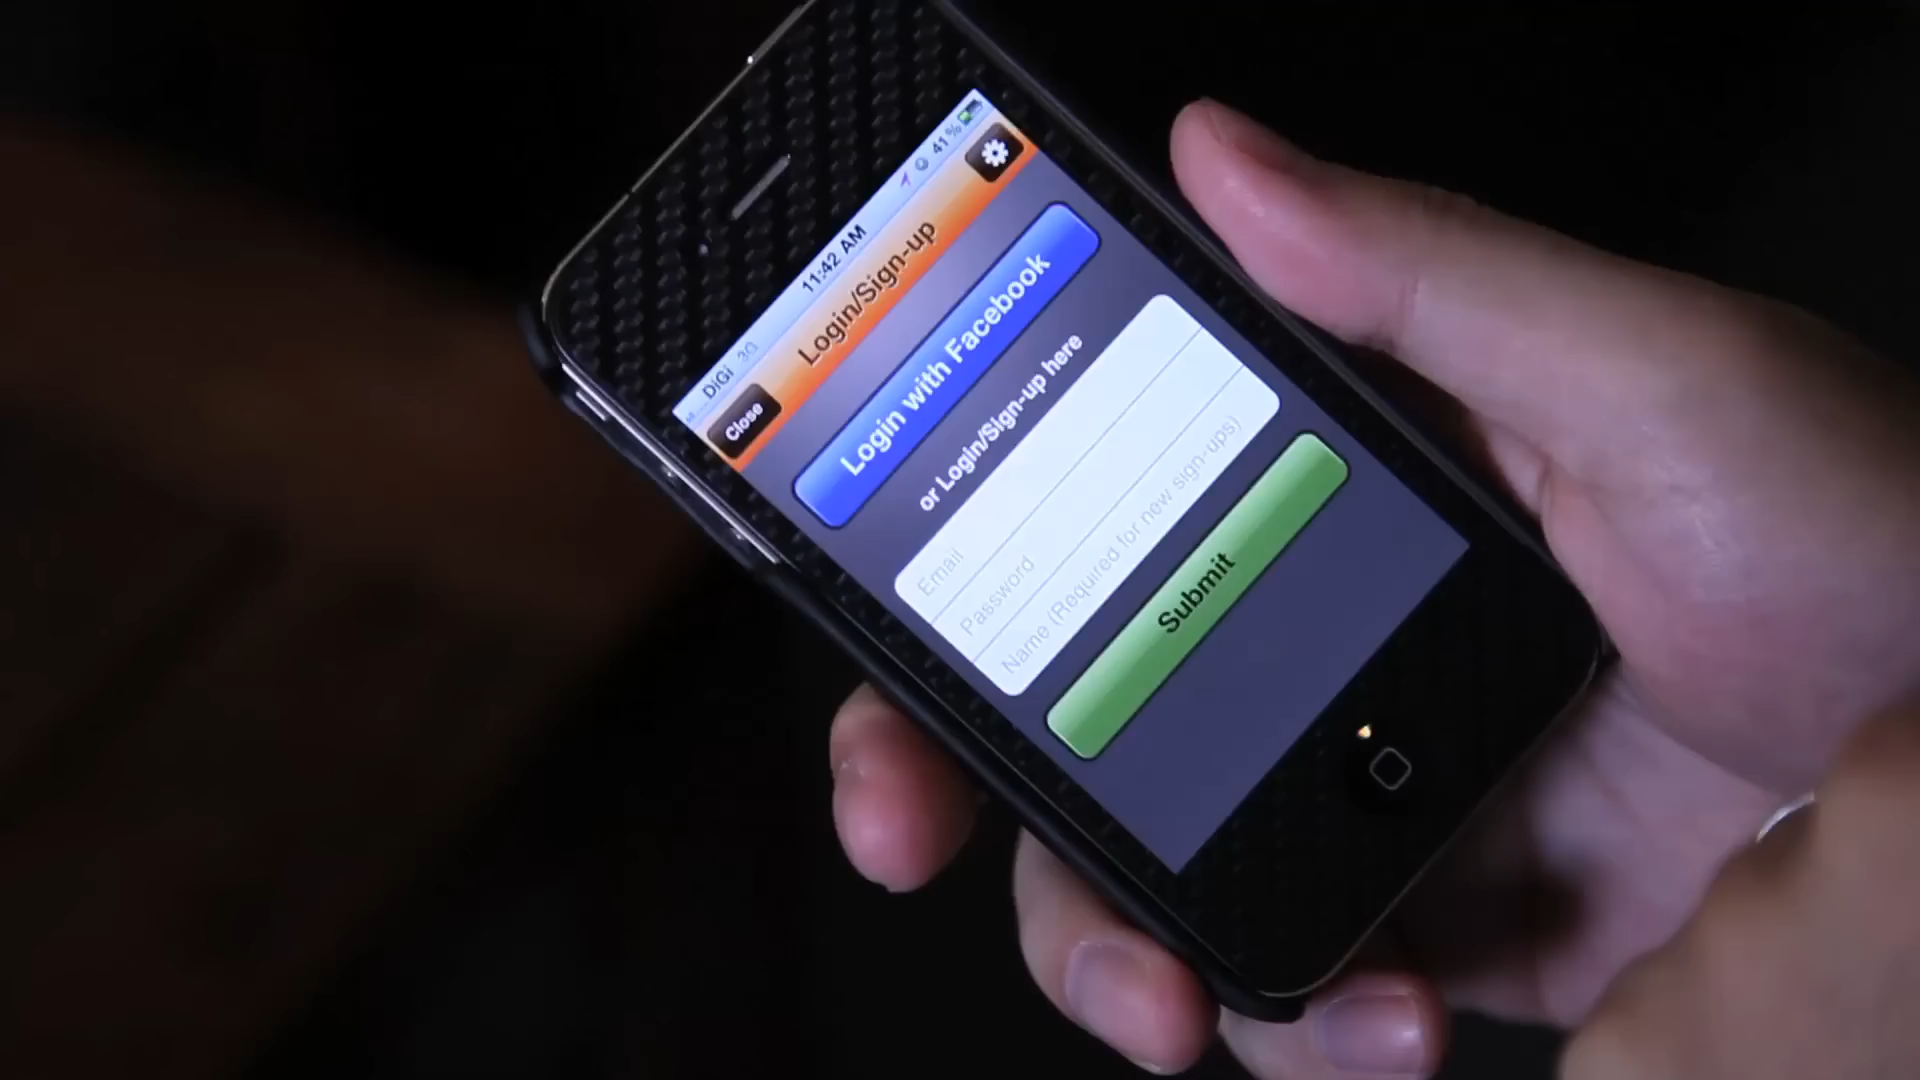 DiGi 3G 11:42 AM 41 %
Close Login/Sign-up
Login with Facebook
or Login/Sign-up here
Email
Password
Name (Required for new sign-ups)
Submit